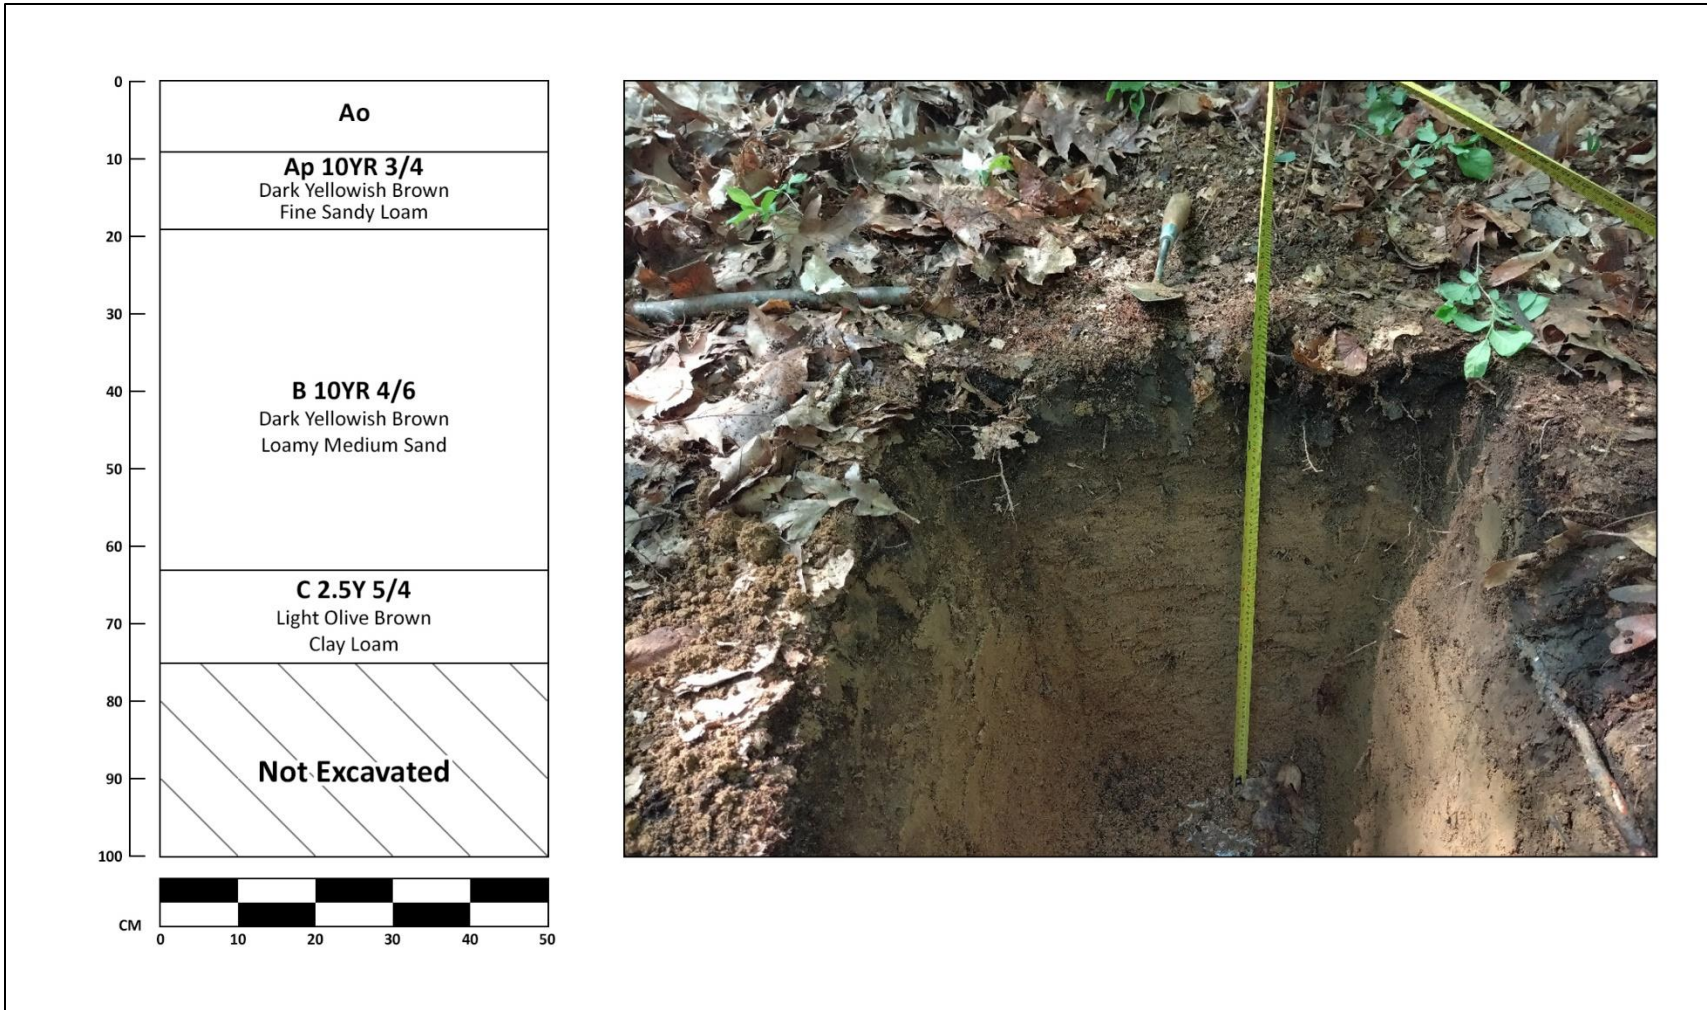 0
10
20
30
40
50
60
70
80
90
100
Ao
Ap 10YR 3/4
Dark Yellowish Brown
Fine Sandy Loam
B 10YR 4/6
Dark Yellowish Brown
Loamy Medium Sand
C 2.5Y 5/4
Light Olive Brown
Clay Loam
Not Excavated
CM
0 10 20 30 40 50